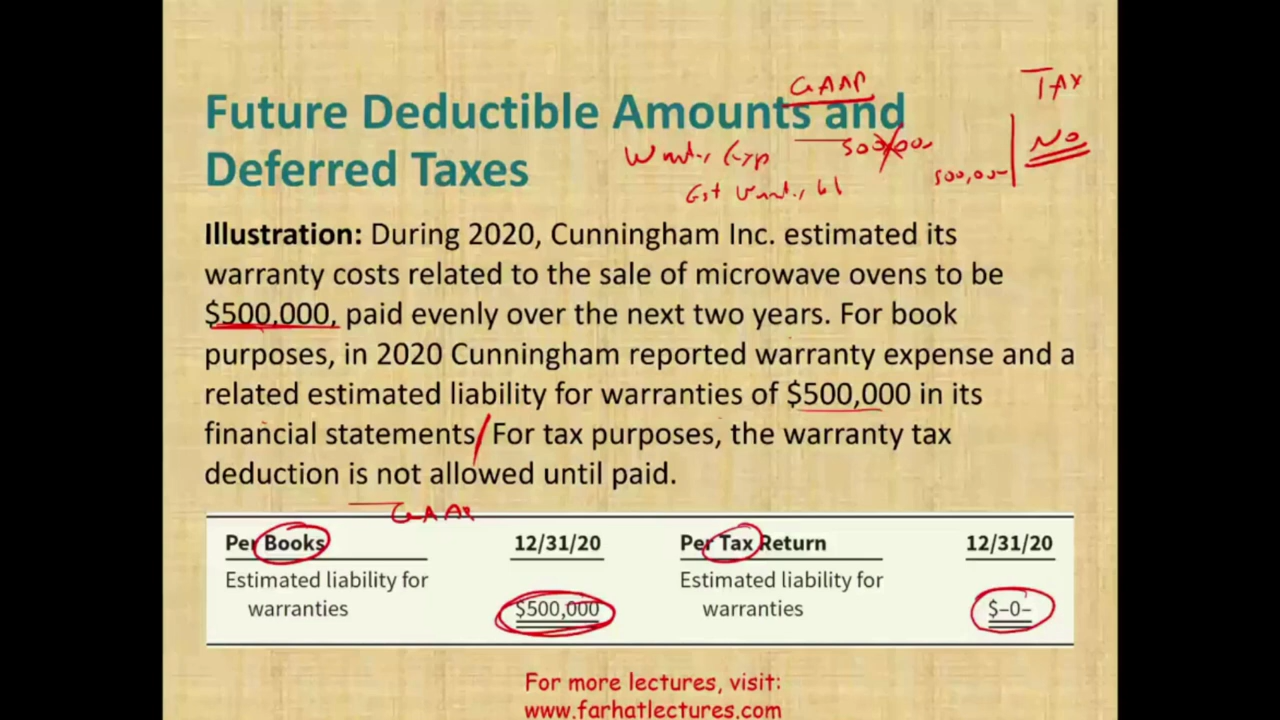 GAAP
TAX
Future Deductible Amounts and
NO
500,000
Deferred Taxes
Illustration: During 2020, Cunningham Inc. estimated its
warranty costs related to the sale of microwave ovens to be
$500,000, paid evenly over the next two years. For book
purposes, in 2020 Cunningham reported warranty expense and a
related estimated liability for warranties of $500,000 in its
financial statements/ For tax purposes, the warranty tax
deduction is not allowed until paid.
GAAP
Per Books 12/31/20 Per Tax Return 12/31/20
Estimated liability for Estimated liability for
warranties $500,000 warranties $–0–
For more lectures, visit:
www.farhatlectures.com